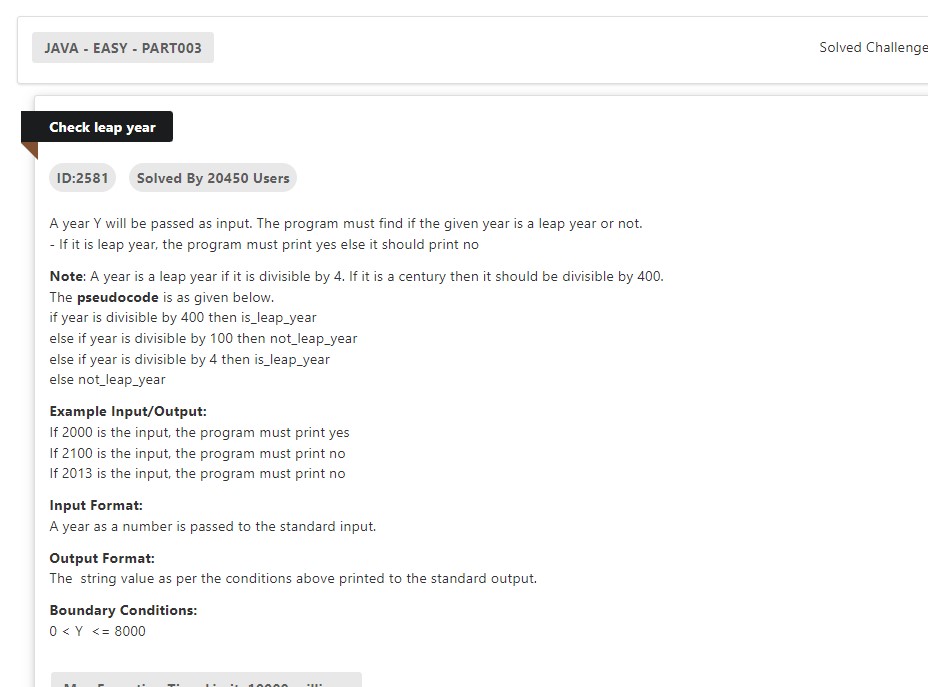 JAVA - EASY - PART003
Solved Challenge
Check leap year
ID:2581 Solved By 20450 Users
A year Y will be passed as input. The program must find if the given year is a leap year or not.
- If it is leap year, the program must print yes else it should print no
Note: A year is a leap year if it is divisible by 4. If it is a century then it should be divisible by 400.
The pseudocode is as given below.
if year is divisible by 400 then is_leap_year
else if year is divisible by 100 then not_leap_year
else if year is divisible by 4 then is_leap_year
else not_leap_year
Example Input/Output:
If 2000 is the input, the program must print yes
If 2100 is the input, the program must print no
If 2013 is the input, the program must print no
Input Format:
A year as a number is passed to the standard input.
Output Format:
The string value as per the conditions above printed to the standard output.
Boundary Conditions:
0 < Y <= 8000